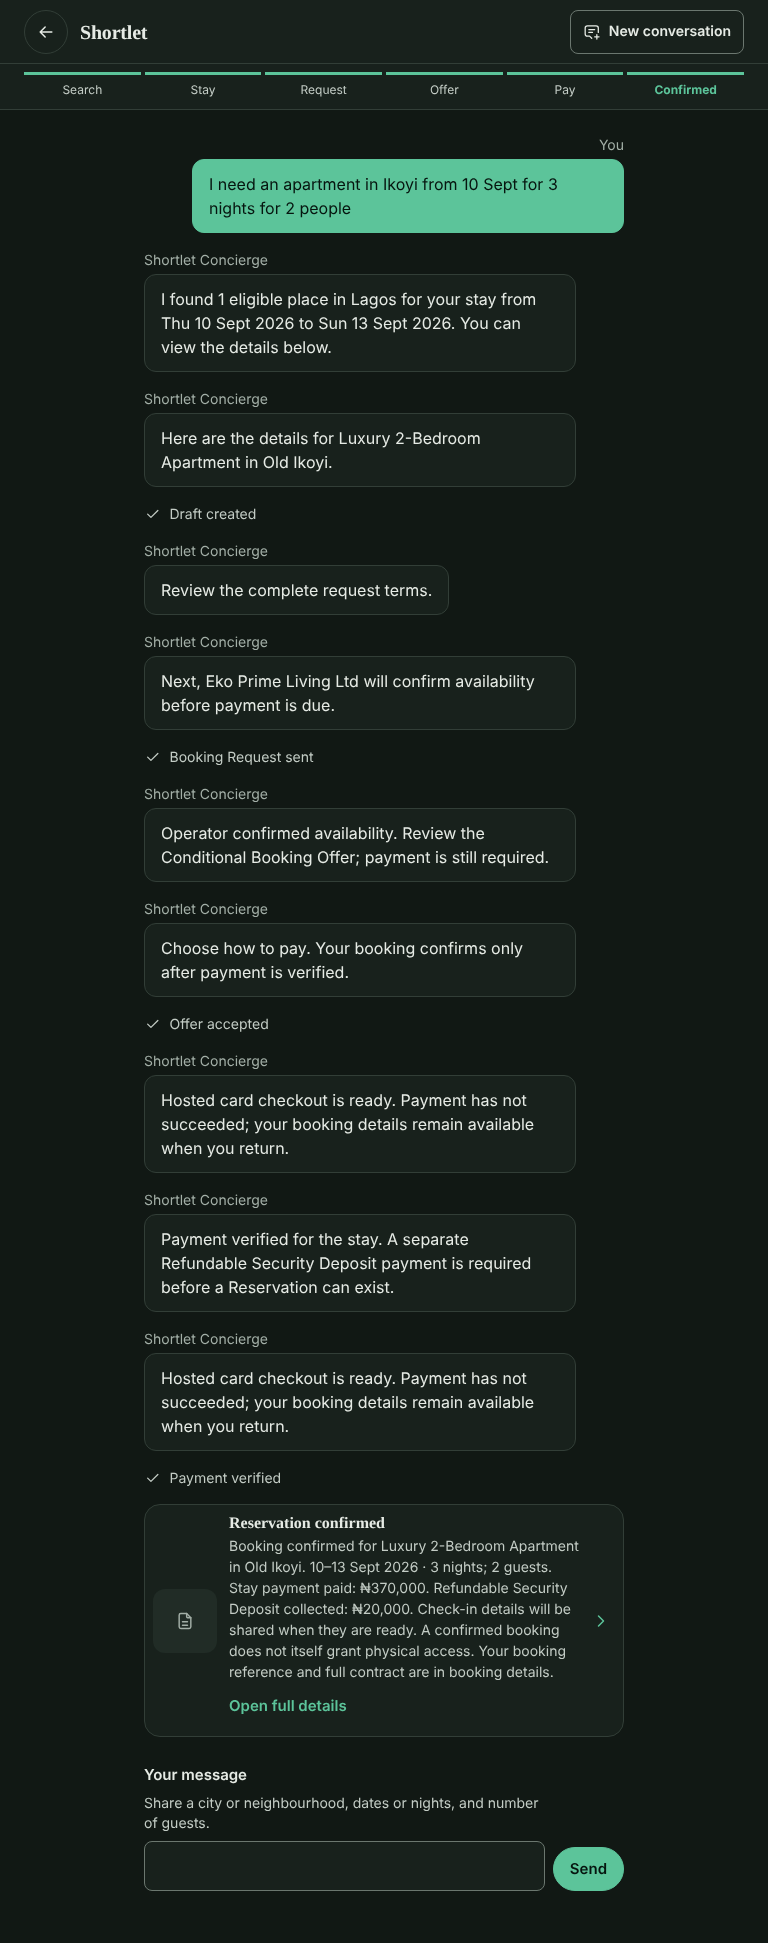 Shortlet
New conversation
Search
Stay
Request
Offer
Pay
Confirmed
You
I need an apartment in Ikoyi from 10 Sept for 3
nights for 2 people
Shortlet Concierge
I found 1 eligible place in Lagos for your stay from
Thu 10 Sept 2026 to Sun 13 Sept 2026. You can
view the details below.
Shortlet Concierge
Here are the details for Luxury 2-Bedroom
Apartment in Old Ikoyi.
Draft created
Shortlet Concierge
Review the complete request terms.
Shortlet Concierge
Next, Eko Prime Living Ltd will confirm availability
before payment is due.
Booking Request sent
Shortlet Concierge
Operator confirmed availability. Review the
Conditional Booking Offer; payment is still required.
Shortlet Concierge
Choose how to pay. Your booking confirms only
after payment is verified.
Offer accepted
Shortlet Concierge
Hosted card checkout is ready. Payment has not
succeeded; your booking details remain available
when you return.
Shortlet Concierge
Payment verified for the stay. A separate
Refundable Security Deposit payment is required
before a Reservation can exist.
Shortlet Concierge
Hosted card checkout is ready. Payment has not
succeeded; your booking details remain available
when you return.
Payment verified
Reservation confirmed
Booking confirmed for Luxury 2-Bedroom Apartment
in Old Ikoyi. 10–13 Sept 2026 · 3 nights; 2 guests.
Stay payment paid: ₦370,000. Refundable Security
Deposit collected: ₦20,000. Check-in details will be
shared when they are ready. A confirmed booking
does not itself grant physical access. Your booking
reference and full contract are in booking details.
Open full details
Your message
Share a city or neighbourhood, dates or nights, and number
of guests.
Send